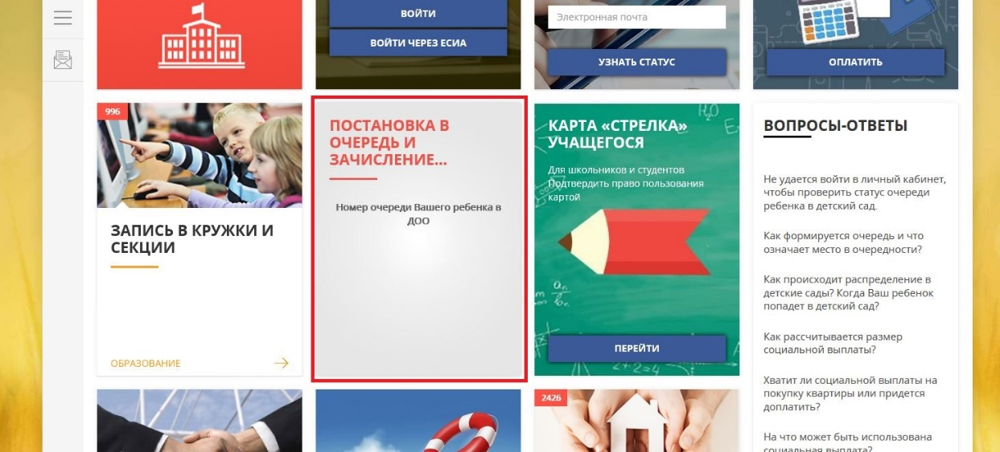 ВОЙТИ
ВОЙТИ ЧЕРЕЗ ЕСИА
Электронная почта
УЗНАТЬ СТАТУС
ОПЛАТИТЬ
996
ЗАПИСЬ В КРУЖКИ И
СЕКЦИИ
ОБРАЗОВАНИЕ
ПОСТАНОВКА В
ОЧЕРЕДЬ И
ЗАЧИСЛЕНИЕ...
Номер очереди Вашего ребенка в
ДОО
КАРТА «СТРЕЛКА»
УЧАЩЕГОСЯ
Для школьников и студентов
Подтвердить право пользования
картой
H₂O
ПЕРЕЙТИ
2+2=4
ВОПРОСЫ-ОТВЕТЫ
Не удается войти в личный кабинет,
чтобы проверить статус очереди
ребенка в детский сад.
Как формируется очередь и что
означает место в очередности?
Как происходит распределение в
детские сады? Когда Ваш ребенок
попадет в детский сад?
Как рассчитывается размер
социальной выплаты?
Хватит ли социальной выплаты на
покупку квартиры или придется
доплатить?
На что может быть использована
социальная выплата?
2426